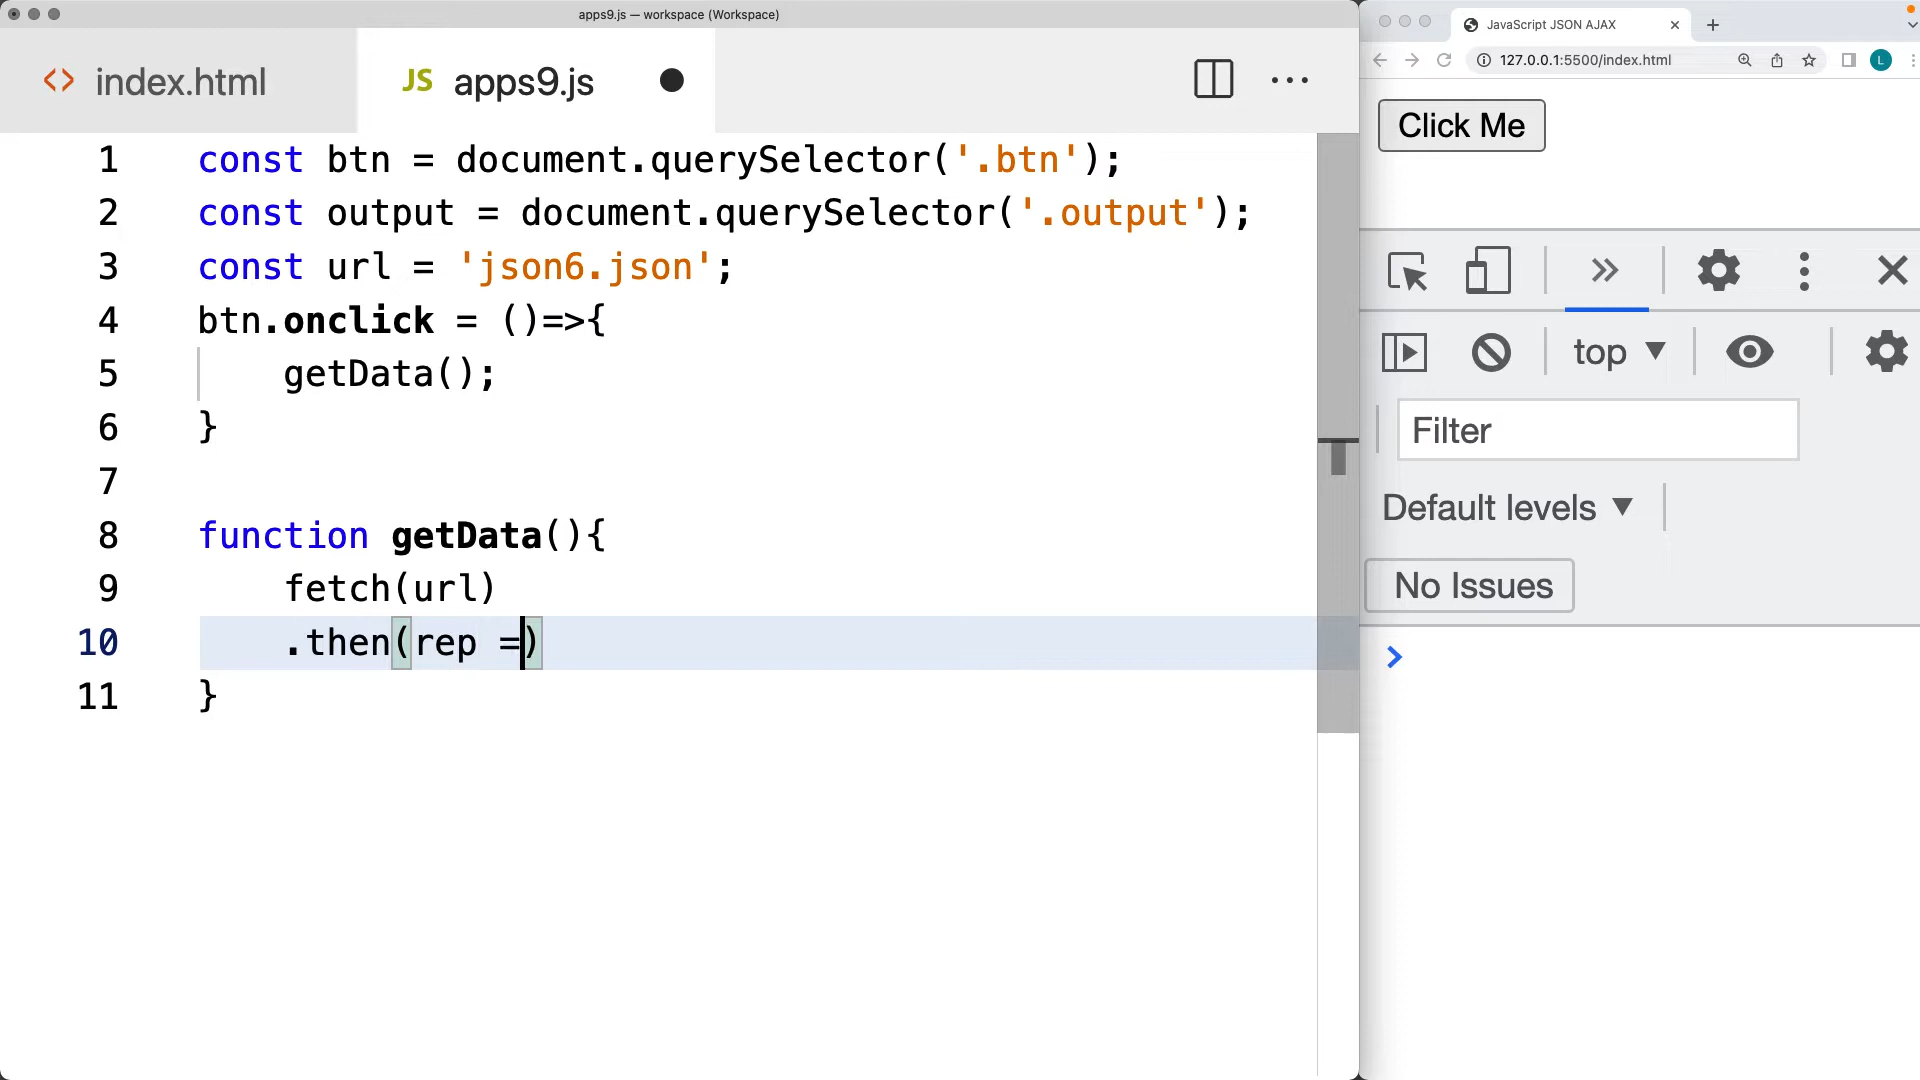 apps9.js — workspace (Workspace)
<> index.html
JS apps9.js
1 const btn = document.querySelector('.btn');
2 const output = document.querySelector('.output');
3 const url = 'json6.json';
4 btn.onclick = ()=>{
5 getData();
6 }
7
8 function getData(){
9 fetch(url)
10 .then(rep =)
11 }
JavaScript JSON AJAX
127.0.0.1:5500/index.html
L
Click Me
top
Filter
Default levels
No Issues